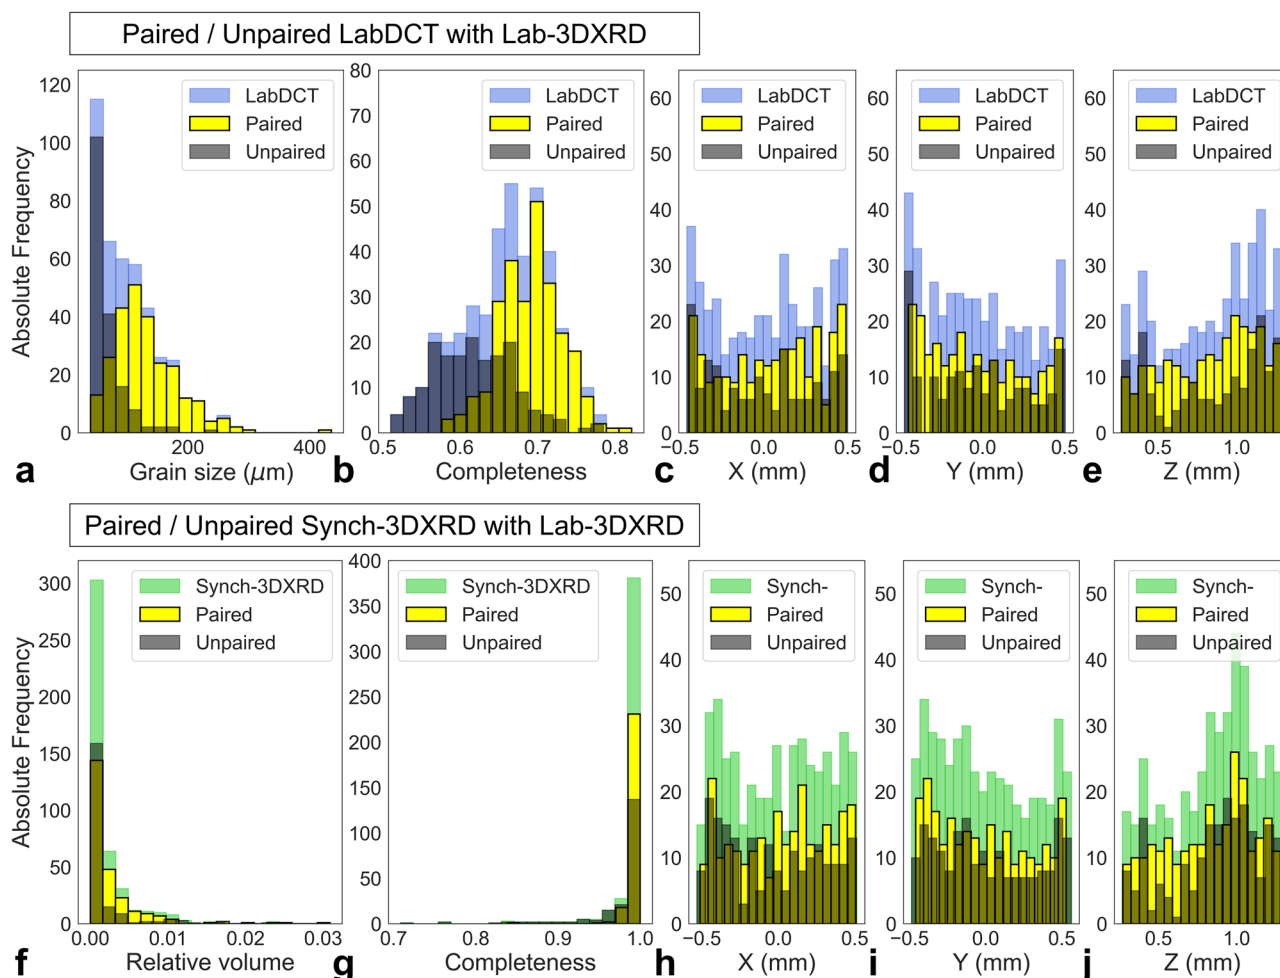 Paired / Unpaired LabDCT with Lab-3DXRD
Absolute Frequency
120
100
80
60
40
20
0
LabDCT
Paired
Unpaired
200
400
a
Grain size (μm)
80
70
60
50
40
30
20
10
0
LabDCT
Paired
Unpaired
0.5
0.6
0.7
0.8
b
Completeness
60
50
40
30
20
10
0
LabDCT
Paired
Unpaired
−0.5
0.0
0.5
c
X (mm)
60
50
40
30
20
10
0
LabDCT
Paired
Unpaired
−0.5
0.0
0.5
d
Y (mm)
60
50
40
30
20
10
0
LabDCT
Paired
Unpaired
0.5
1.0
e
Z (mm)
Paired / Unpaired Synch-3DXRD with Lab-3DXRD
Absolute Frequency
300
250
200
150
100
50
0
Synch-3DXRD
Paired
Unpaired
0.00
0.01
0.02
0.03
f
Relative volume
400
350
300
250
200
150
100
50
0
Synch-3DXRD
Paired
Unpaired
0.7
0.8
0.9
1.0
g
Completeness
50
40
30
20
10
0
Synch-
Paired
Unpaired
−0.5
0.0
0.5
h
X (mm)
50
40
30
20
10
0
Synch-
Paired
Unpaired
−0.5
0.0
0.5
i
Y (mm)
50
40
30
20
10
0
Synch-
Paired
Unpaired
0.5
1.0
j
Z (mm)